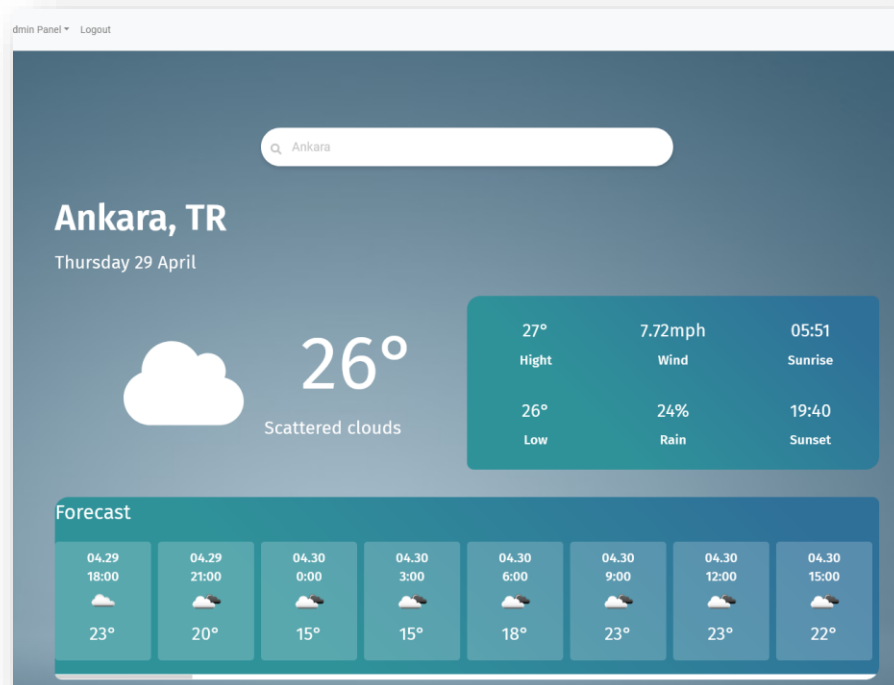 dmin Panel Logout
Ankara
Ankara, TR
Thursday 29 April
26°
Scattered clouds
27° 7.72mph 05:51
Hight Wind Sunrise
26° 24% 19:40
Low Rain Sunset
Forecast
04.29 04.29 04.30 04.30 04.30 04.30 04.30 04.30
18:00 21:00 0:00 3:00 6:00 9:00 12:00 15:00
23° 20° 15° 15° 18° 23° 23° 22°